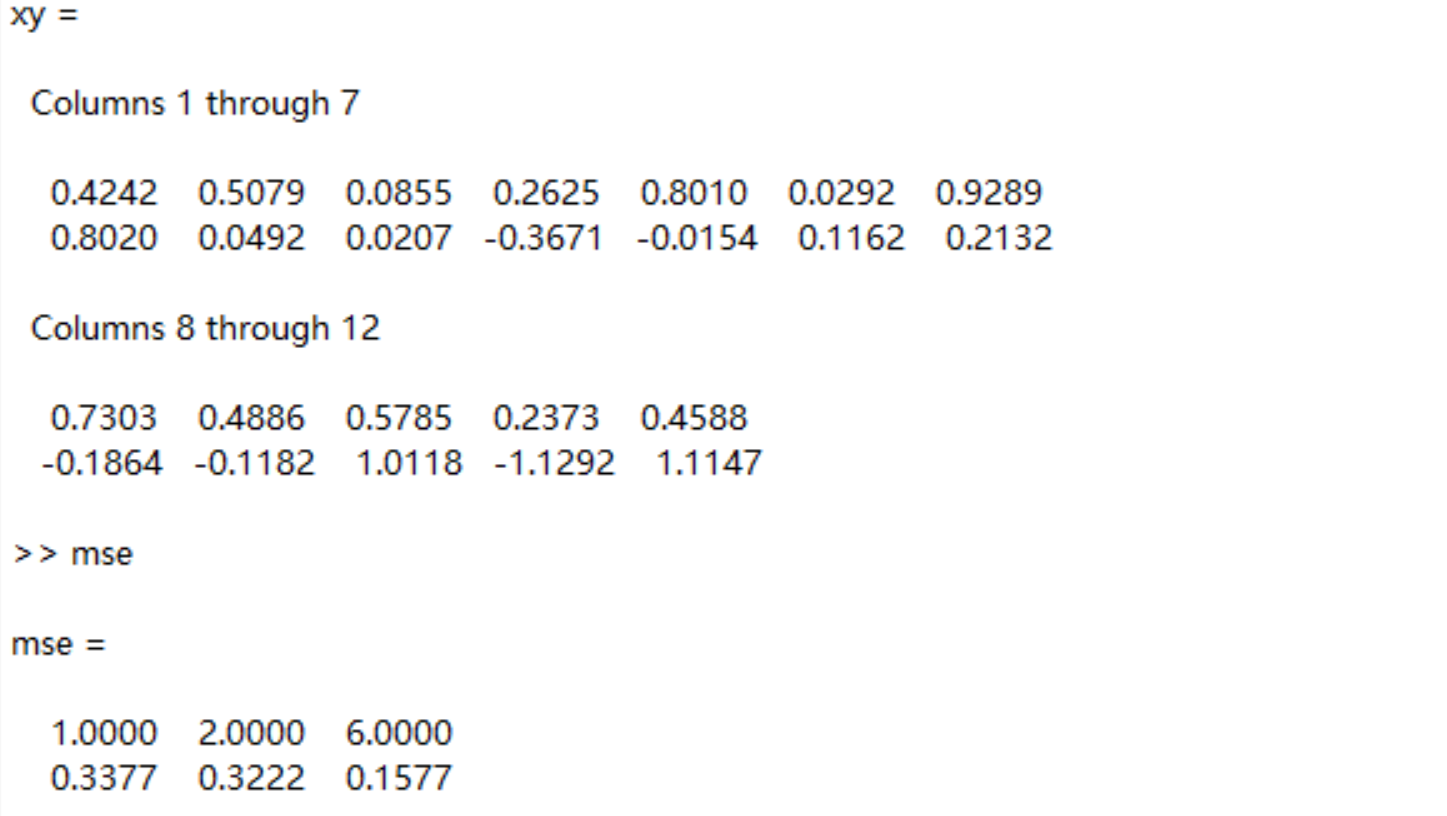 xy =
Columns 1 through 7
0.4242 0.5079 0.0855 0.2625 0.8010 0.0292 0.9289
0.8020 0.0492 0.0207 -0.3671 -0.0154 0.1162 0.2132
Columns 8 through 12
0.7303 0.4886 0.5785 0.2373 0.4588
-0.1864 -0.1182 1.0118 -1.1292 1.1147
>> mse
mse =
1.0000 2.0000 6.0000
0.3377 0.3222 0.1577